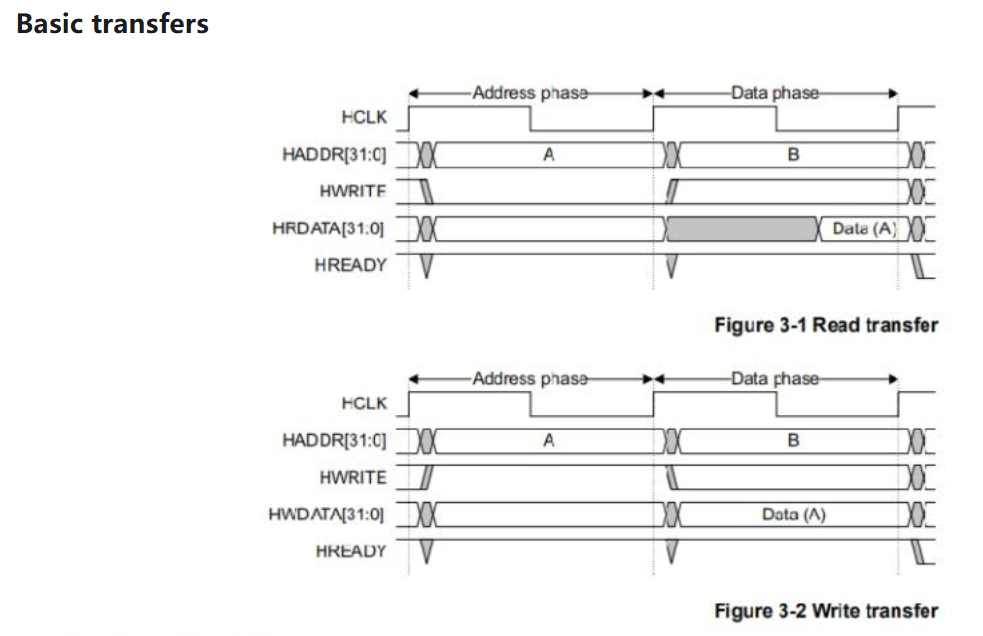 Basic transfers
Address phase Data phase
HCLK
HADDR[31:0] A B
HWRITE
HRDATA[31:0] Data (A)
HREADY
Figure 3-1 Read transfer
Address phase Data phase
HCLK
HADDR[31:0] A B
HWRITE
HWDATA[31:0] Data (A)
HREADY
Figure 3-2 Write transfer